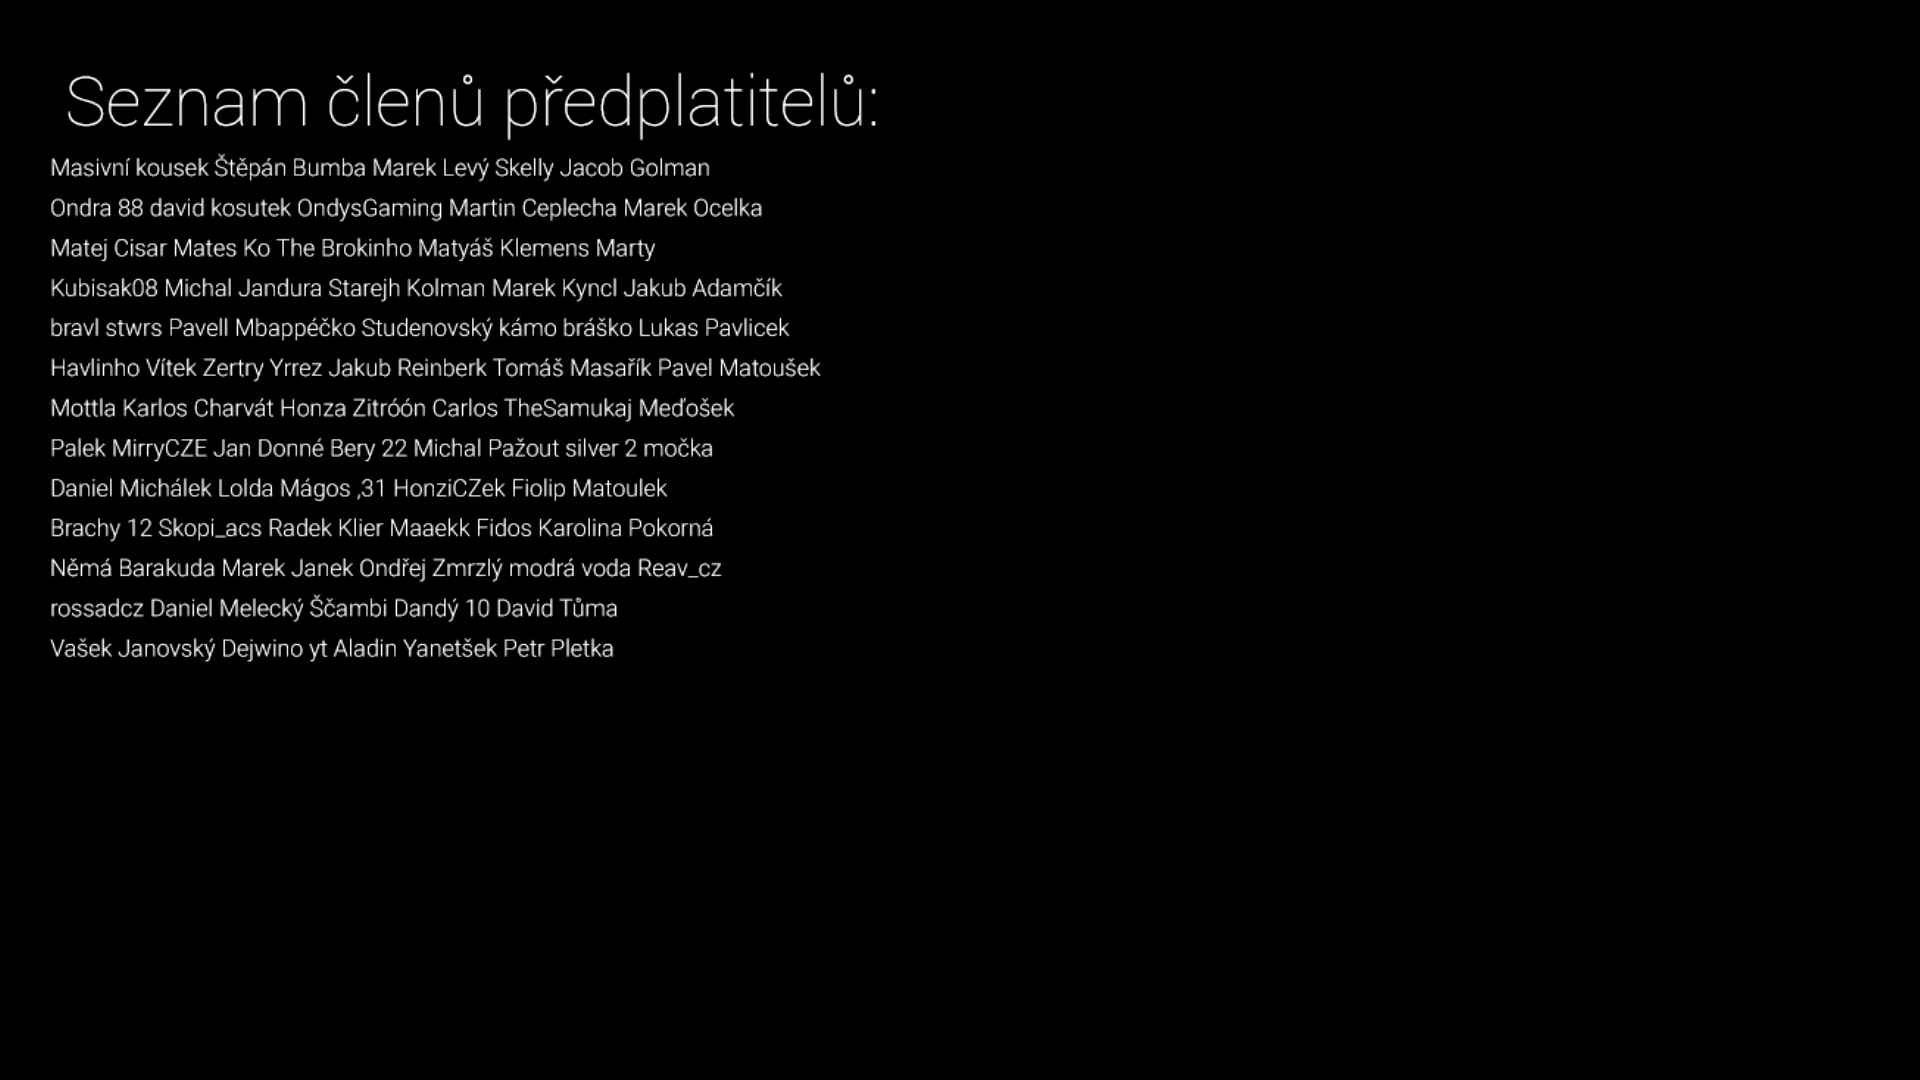 Seznam členů předplatitelů:
Masivní kousek Štěpán Bumba Marek Levý Skelly Jacob Golman
Ondra 88 david kosutek OndysGaming Martin Ceplecha Marek Ocelka
Matej Cisar Mates Ko The Brokinho Matyáš Klemens Marty
Kubisak08 Michal Jandura Starejh Kolman Marek Kyncl Jakub Adamčík
bravl stwrs Pavell Mbappéčko Studenovský kámo bráško Lukas Pavlicek
Havlinho Vítek Zertry Yrrez Jakub Reinberk Tomáš Masařík Pavel Matoušek
Mottla Karlos Charvát Honza Zitróón Carlos TheSamukaj Meďošek
Palek MirryCZE Jan Donné Bery 22 Michal Pažout silver 2 močka
Daniel Michálek Lolda Mágos ,31 HonziCZek Fiolip Matoulek
Brachy 12 Skopi_acs Radek Klier Maaekk Fidos Karolina Pokorná
Němá Barakuda Marek Janek Ondřej Zmrzlý modrá voda Reav_cz
rossadcz Daniel Melecký Ščambi Dandý 10 David Tůma
Vašek Janovský Dejwino yt Aladin Yanetšek Petr Pletka